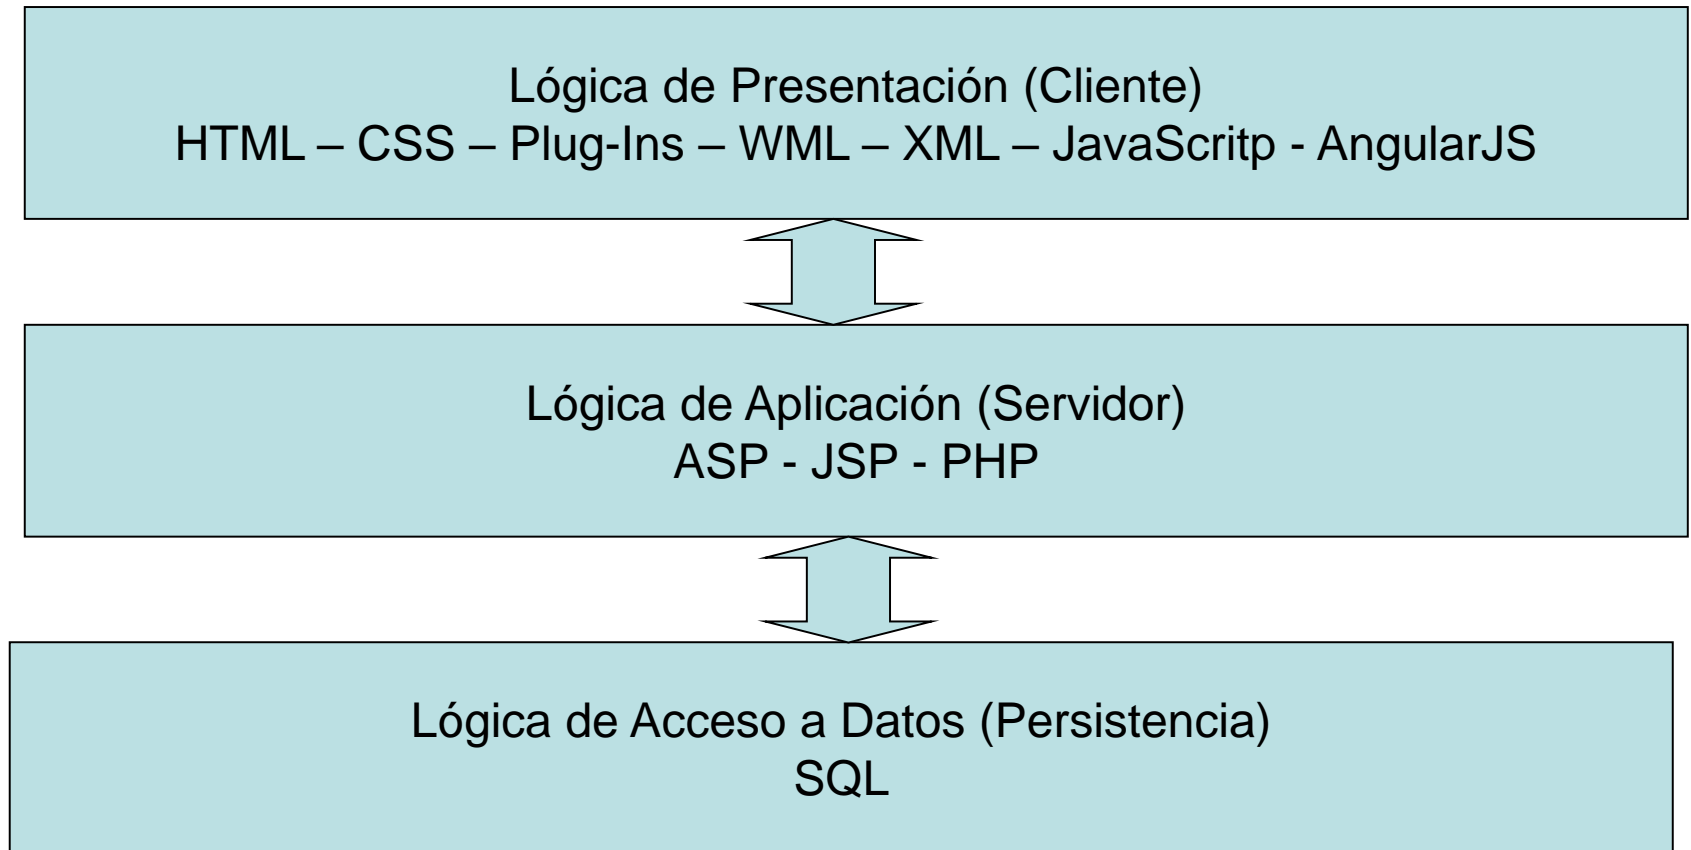 Lógica de Presentación (Cliente)
HTML – CSS – Plug-Ins – WML – XML – JavaScritp - AngularJS
Lógica de Aplicación (Servidor)
ASP - JSP - PHP
Lógica de Acceso a Datos (Persistencia)
SQL